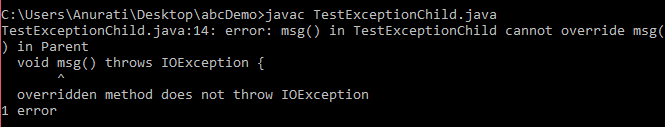 C:\Users\Anurati\Desktop\abcDemo>javac TestExceptionChild.java
TestExceptionChild.java:14: error: msg() in TestExceptionChild cannot override msg(
) in Parent
  void msg() throws IOException {
       ^
  overridden method does not throw IOException
1 error